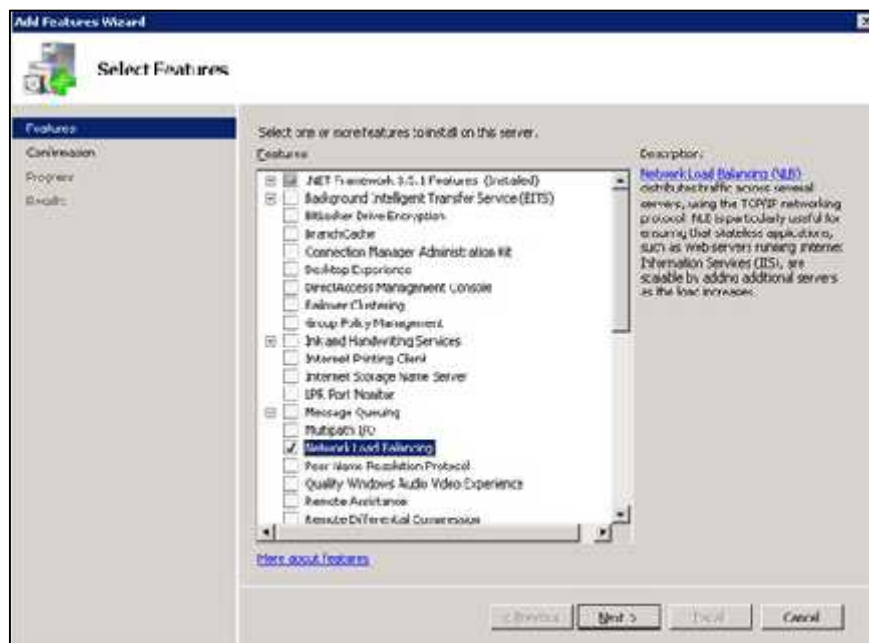 Add Features Wizard
Select Features
Features
Confirmation
Progress
Results
Select one or more features to install on this server.
Features:
.NET Framework 3.5.1 Features (Installed)
Background Intelligent Transfer Service (BITS)
BitLocker Drive Encryption
BranchCache
Connection Manager Administration Kit
Desktop Experience
DirectAccess Management Console
Failover Clustering
Group Policy Management
Ink and Handwriting Services
Internet Printing Client
Internet Storage Name Server
LPR Port Monitor
Message Queuing
Multipath I/O
Network Load Balancing
Peer Name Resolution Protocol
Quality Windows Audio Video Experience
Remote Assistance
Remote Differential Compression
Description:
Network Load Balancing (NLB)
distributes traffic across several
servers, using the TCP/IP networking
protocol. NLB is particularly useful for
ensuring that stateless applications,
such as Web servers running Internet
Information Services (IIS), are
scalable by adding additional servers
as the load increases.
More about features
< Previous
Next >
Install
Cancel